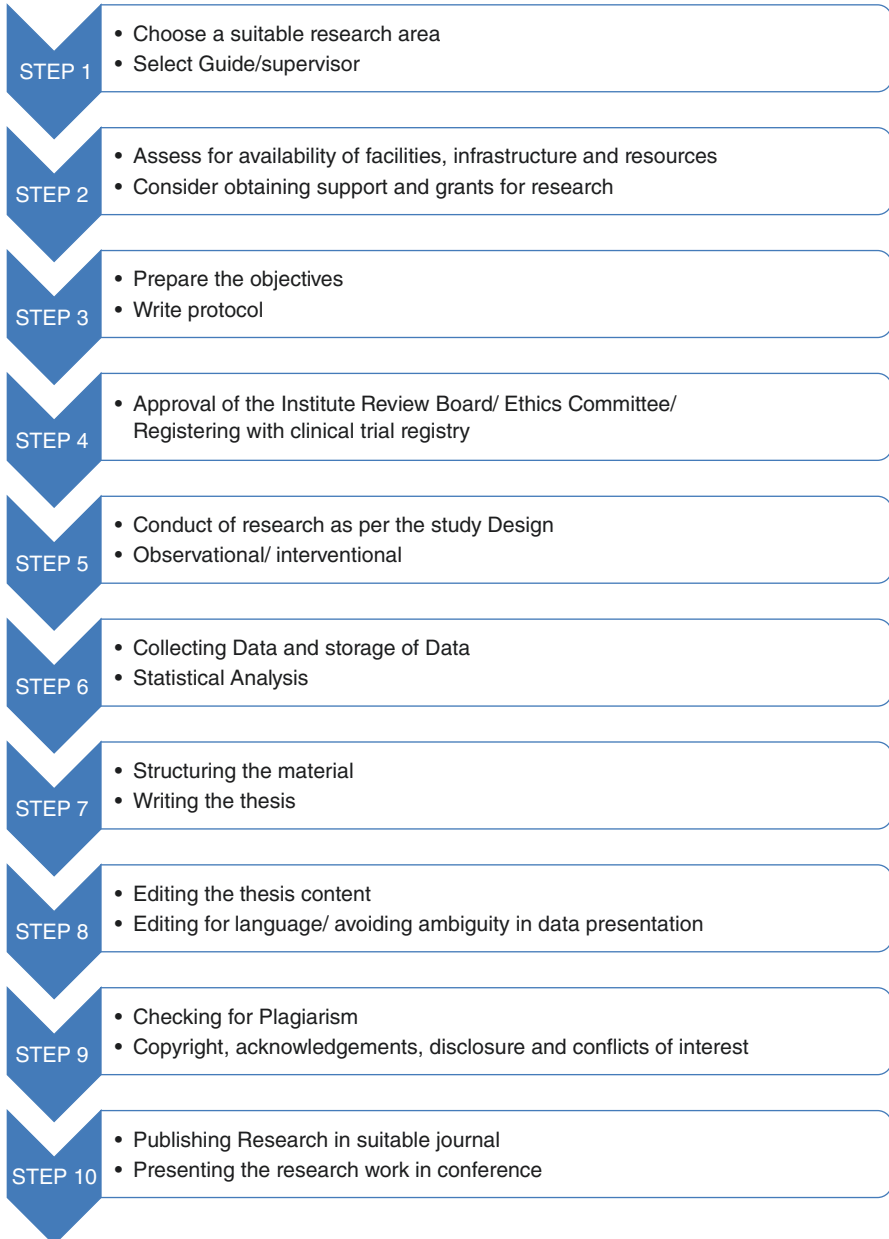 STEP 1
• Choose a suitable research area
• Select Guide/supervisor
STEP 2
• Assess for availability of facilities, infrastructure and resources
• Consider obtaining support and grants for research
STEP 3
• Prepare the objectives
• Write protocol
STEP 4
• Approval of the Institute Review Board/ Ethics Committee/
Registering with clinical trial registry
STEP 5
• Conduct of research as per the study Design
• Observational/ interventional
STEP 6
• Collecting Data and storage of Data
• Statistical Analysis
STEP 7
• Structuring the material
• Writing the thesis
STEP 8
• Editing the thesis content
• Editing for language/ avoiding ambiguity in data presentation
STEP 9
• Checking for Plagiarism
• Copyright, acknowledgements, disclosure and conflicts of interest
STEP 10
• Publishing Research in suitable journal
• Presenting the research work in conference